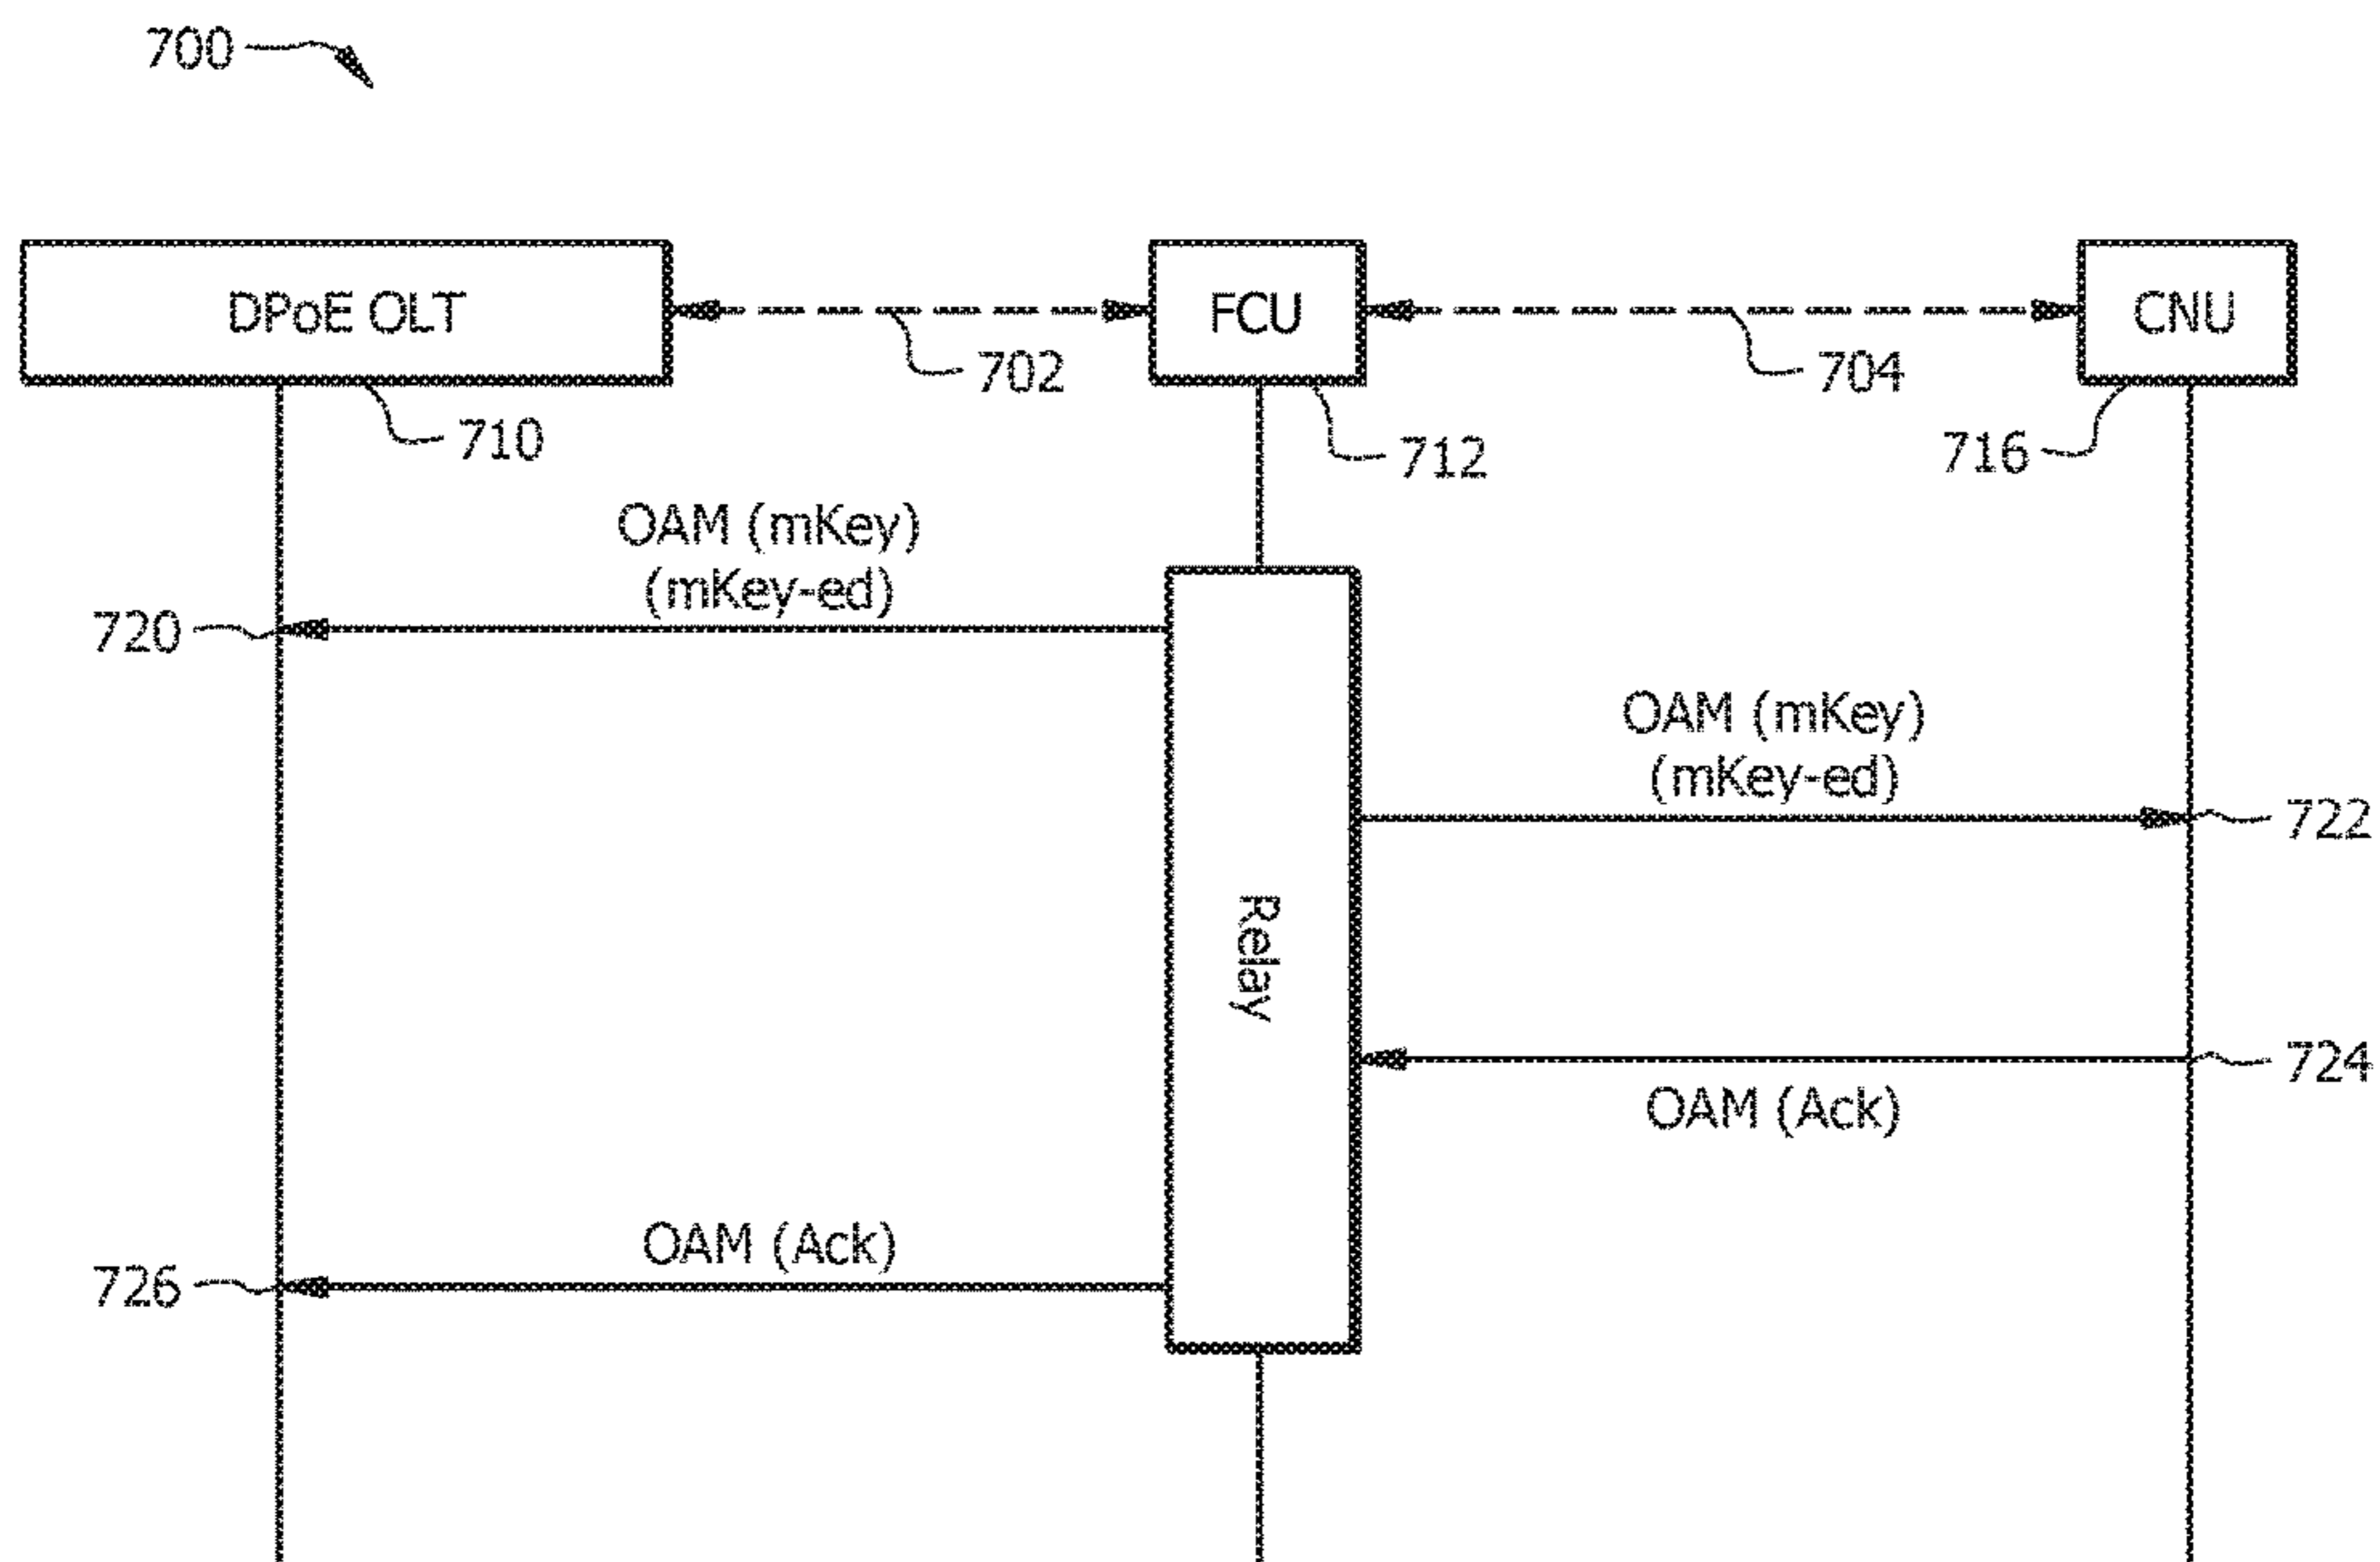 700
DPoE OLT
FCU
CNU
702
704
710
712
716
OAM (mKey)
(mKey-ed)
720
OAM (mKey)
(mKey-ed)
722
Relay
724
OAM (Ack)
OAM (Ack)
726